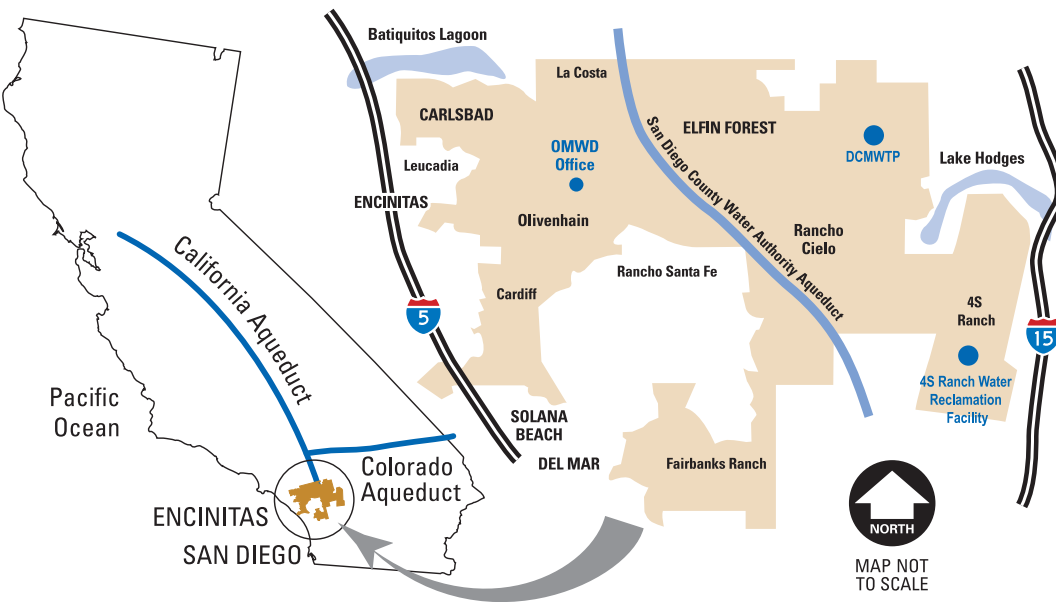 Batiquitos Lagoon
La Costa
CARLSBAD
ELFIN FOREST
OMWD
Office
DCMWTP
Lake Hodges
Leucadia
ENCINITAS
Olivenhain
San Diego County Water Authority Aqueduct
Rancho
Cielo
Rancho Santa Fe
Cardiff
California Aqueduct
5
4S
Ranch
15
4S Ranch Water
Reclamation
Facility
Pacific
Ocean
SOLANA
BEACH
DEL MAR
Fairbanks Ranch
Colorado
Aqueduct
ENCINITAS
SAN DIEGO
NORTH
MAP NOT
TO SCALE